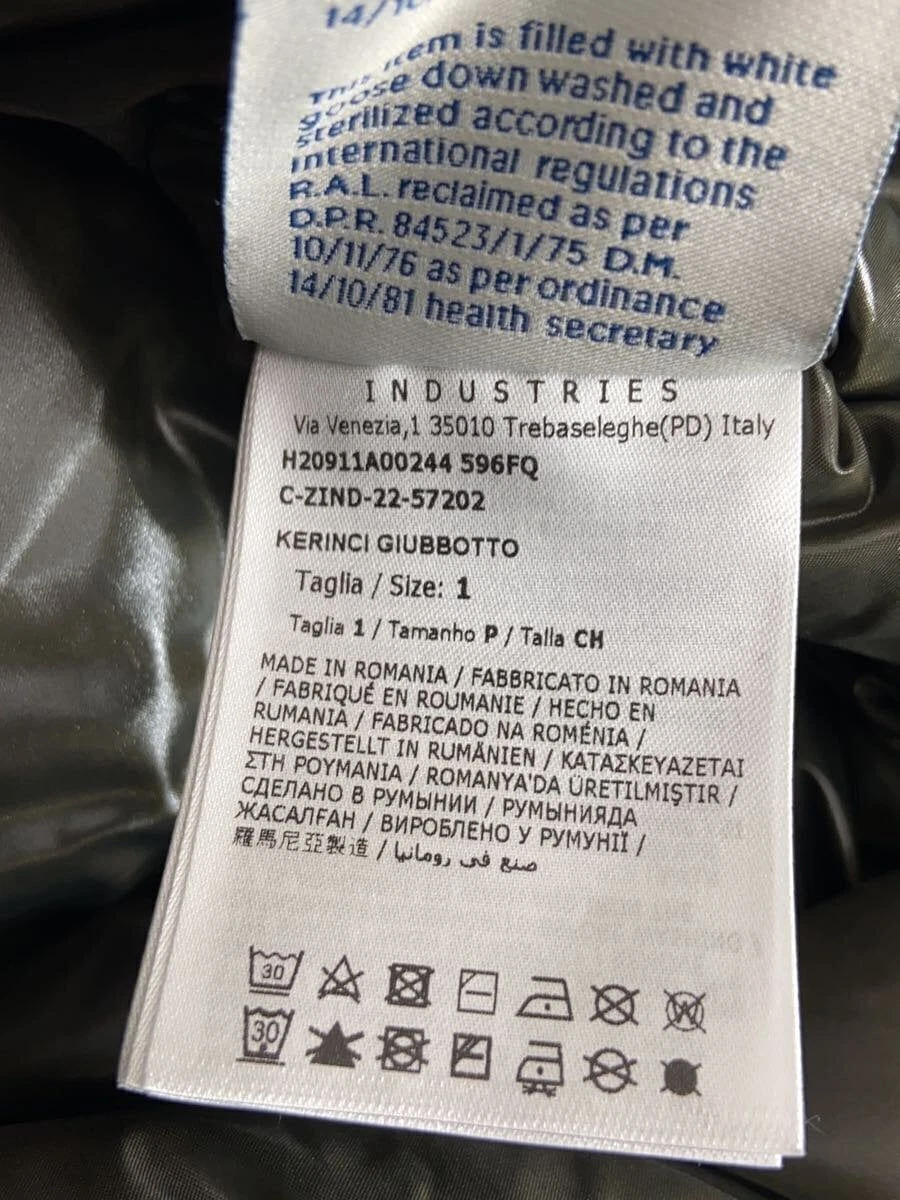 14/10
This item is filled with white
goose down washed and
sterilized according to the
international regulations
R.A.L. reclaimed as per
D.P.R. 84523/1/75 D.M.
10/11/76 as per ordinance
14/10/81 health secretary
INDUSTRIES
Via Venezia,1 35010 Trebaseleghe(PD) Italy
H20911A00244 596FQ
C-ZIND-22-57202
KERINCI GIUBBOTTO
Taglia / Size: 1
Taglia 1 / Tamanho P / Talla CH
MADE IN ROMANIA / FABBRICATO IN ROMANIA
/ FABRIQUÉ EN ROUMANIE / HECHO EN
RUMANIA / FABRICADO NA ROMÉNIA /
HERGESTELLT IN RUMÄNIEN / ΚΑΤΑΣΚΕΥΑΖΕΤΑΙ
ΣΤΗ ΡΟΥΜΑΝΙΑ / ROMANYA'DA ÜRETILMIŞTIR /
СДЕЛАНО В РУМЫНИИ / РУМЫНИЯДА
ЖАСАЛҒАН / ВИРОБЛЕНО У РУМУНІЇ /
羅馬尼亞製造 / صنع في رومانيا
30
W
30